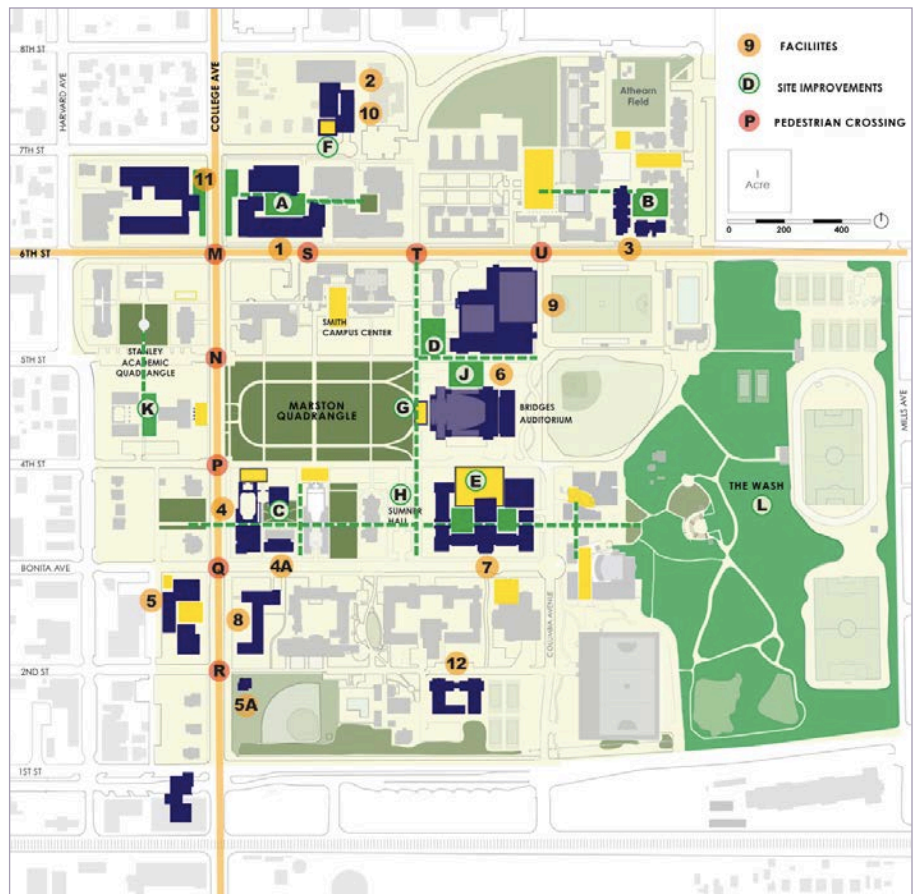 8TH ST
HARVARD AVE
COLLEGE AVE
2
10
F
9 FACILIITES
D SITE IMPROVEMENTS
P PEDESTRIAN CROSSING
Athearn
Field
1
Acre
0 200 400
7TH ST
11
A
B
6TH ST
M
1
S
T
U
3
SMITH
CAMPUS CENTER
9
D
STANLEY
ACADEMIC
QUADRANGLE
5TH ST
N
J
6
K
MARSTON
QUADRANGLE
G
BRIDGES
AUDITORIUM
MILLS AVE
4TH ST
P
4
C
H
SUMNER
HALL
E
THE WASH
L
BONITA AVE
Q
4A
7
5
8
COLUMBIA AVENUE
2ND ST
R
5A
12
1ST ST